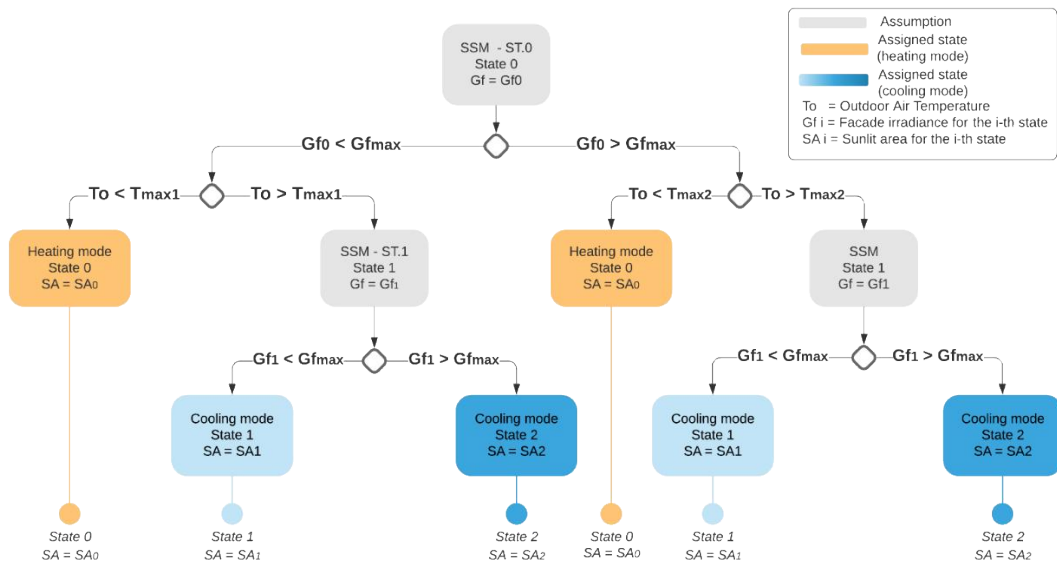 SSM - ST.0
State 0
Gf = Gf0
Assumption
Assigned state
(heating mode)
Assigned state
(cooling mode)
To = Outdoor Air Temperature
Gf i = Facade irradiance for the i-th state
SA i = Sunlit area for the i-th state
Gf0 < Gfmax
Gf0 > Gfmax
To < Tmax1
To > Tmax1
To < Tmax2
To > Tmax2
Heating mode
State 0
SA = SA0
SSM - ST.1
State 1
Gf = Gf1
Heating mode
State 0
SA = SA0
SSM
State 1
Gf = Gf1
Gf1 < Gfmax
Gf1 > Gfmax
Gf1 < Gfmax
Gf1 > Gfmax
Cooling mode
State 1
SA = SA1
Cooling mode
State 2
SA = SA2
Cooling mode
State 1
SA = SA1
Cooling mode
State 2
SA = SA2
State 0
SA = SA0
State 1
SA = SA1
State 2
SA = SA2
State 0
SA = SA0
State 1
SA = SA1
State 2
SA = SA2